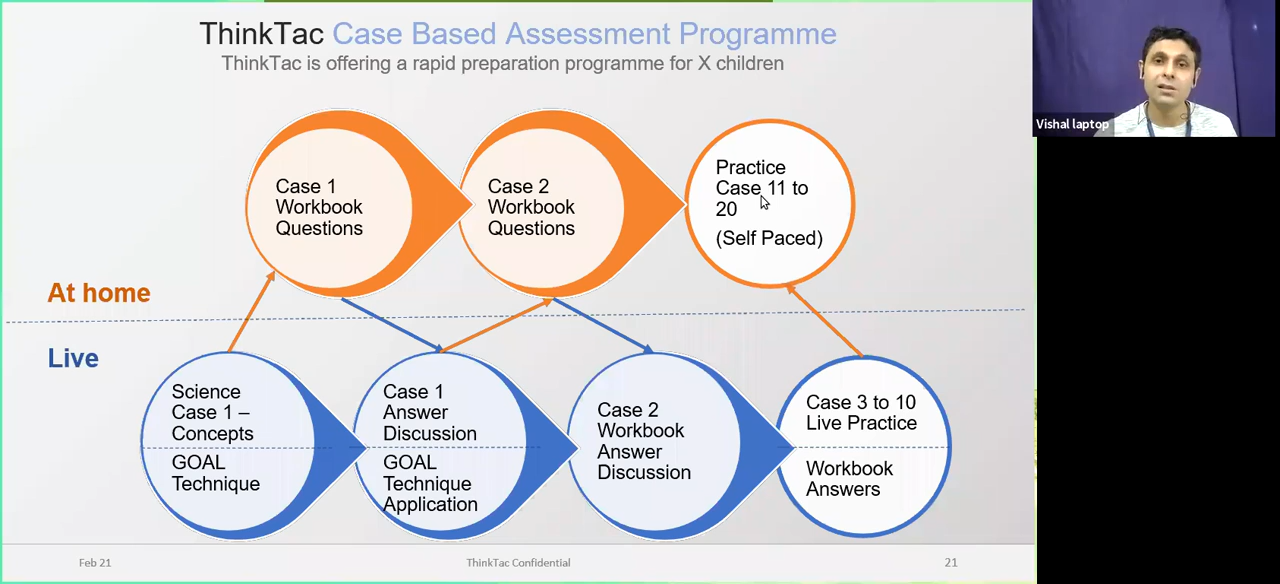 ThinkTac Case Based Assessment Programme
ThinkTac is offering a rapid preparation programme for X children
Vishal laptop
Case 1
Workbook
Questions
Case 2
Workbook
Questions
Practice
Case 11 to
20
(Self Paced)
At home
Live
Science
Case 1 –
Concepts
GOAL
Technique
Case 1
Answer
Discussion
GOAL
Technique
Application
Case 2
Workbook
Answer
Discussion
Case 3 to 10
Live Practice
Workbook
Answers
Feb 21
ThinkTac Confidential
21